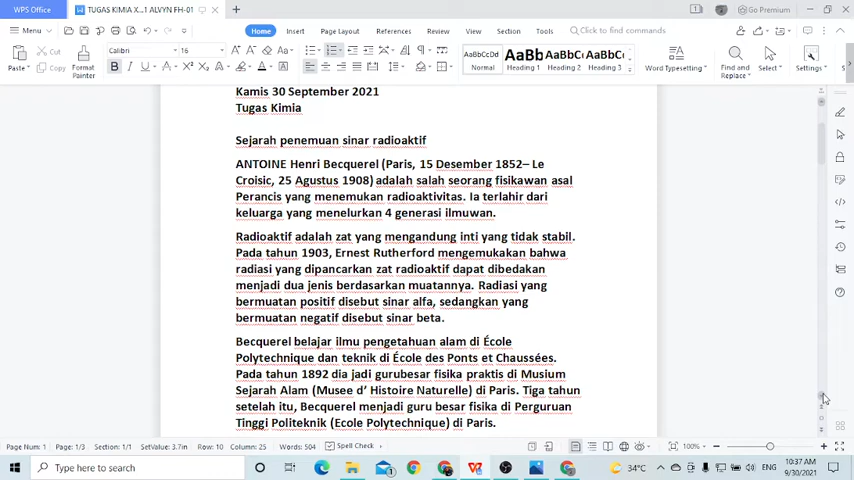 WPS Office
TUGAS KIMIA X...1 ALVYN FH-01
Go Premium
Menu
Home
Insert
Page Layout
References
Review
View
Section
Tools
Click to find commands
Paste
Cut
Copy
Format
Painter
Calibri
16
AaBbCcDd
Normal
AaBb
Heading 1
AaBbC
Heading 2
AaBbC
Heading 3
Word Typesetting
Find and
Replace
Select
Settings
Kamis 30 September 2021
Tugas Kimia
Sejarah penemuan sinar radioaktif
ANTOINE Henri Becquerel (Paris, 15 Desember 1852– Le
Croisic, 25 Agustus 1908) adalah salah seorang fisikawan asal
Perancis yang menemukan radioaktivitas. Ia terlahir dari
keluarga yang menelurkan 4 generasi ilmuwan.
Radioaktif adalah zat yang mengandung inti yang tidak stabil.
Pada tahun 1903, Ernest Rutherford mengemukakan bahwa
radiasi yang dipancarkan zat radioaktif dapat dibedakan
menjadi dua jenis berdasarkan muatannya. Radiasi yang
bermuatan positif disebut sinar alfa, sedangkan yang
bermuatan negatif disebut sinar beta.
Becquerel belajar ilmu pengetahuan alam di École
Polytechnique dan teknik di École des Ponts et Chaussées.
Pada tahun 1892 dia jadi gurubesar fisika praktis di Musium
Sejarah Alam (Musee d' Histoire Naturelle) di Paris. Tiga tahun
setelah itu, Becquerel menjadi guru besar fisika di Perguruan
Tinggi Politeknik (Ecole Polytechnique) di Paris.
Page Num: 1 Page: 1/3 Section: 1/1 SetValue: 3.7in Row: 10 Column: 25 Words: 504 Spell Check 100%
Type here to search
34°C
ENG
10:37 AM
9/30/2021